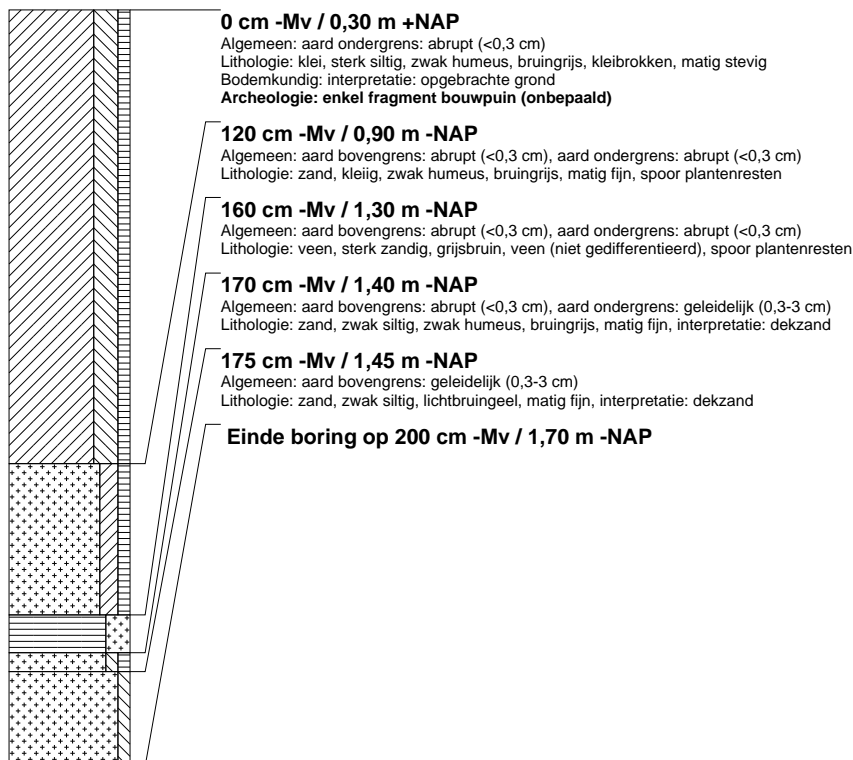 0 cm -Mv / 0,30 m +NAP
Algemeen: aard ondergrens: abrupt (<0,3 cm)
Lithologie: klei, sterk siltig, zwak humeus, bruingrijs, kleibrokken, matig stevig
Bodemkundig: interpretatie: opgebrachte grond
Archeologie: enkel fragment bouwpuin (onbepaald)
120 cm -Mv / 0,90 m -NAP
Algemeen: aard bovengrens: abrupt (<0,3 cm), aard ondergrens: abrupt (<0,3 cm)
Lithologie: zand, kleiig, zwak humeus, bruingrijs, matig fijn, spoor plantenresten
160 cm -Mv / 1,30 m -NAP
Algemeen: aard bovengrens: abrupt (<0,3 cm), aard ondergrens: abrupt (<0,3 cm)
Lithologie: veen, sterk zandig, grijsbruin, veen (niet gedifferentieerd), spoor plantenresten
170 cm -Mv / 1,40 m -NAP
Algemeen: aard bovengrens: abrupt (<0,3 cm), aard ondergrens: geleidelijk (0,3-3 cm)
Lithologie: zand, zwak siltig, zwak humeus, bruingrijs, matig fijn, interpretatie: dekzand
175 cm -Mv / 1,45 m -NAP
Algemeen: aard bovengrens: geleidelijk (0,3-3 cm)
Lithologie: zand, zwak siltig, lichtbruingeel, matig fijn, interpretatie: dekzand
Einde boring op 200 cm -Mv / 1,70 m -NAP